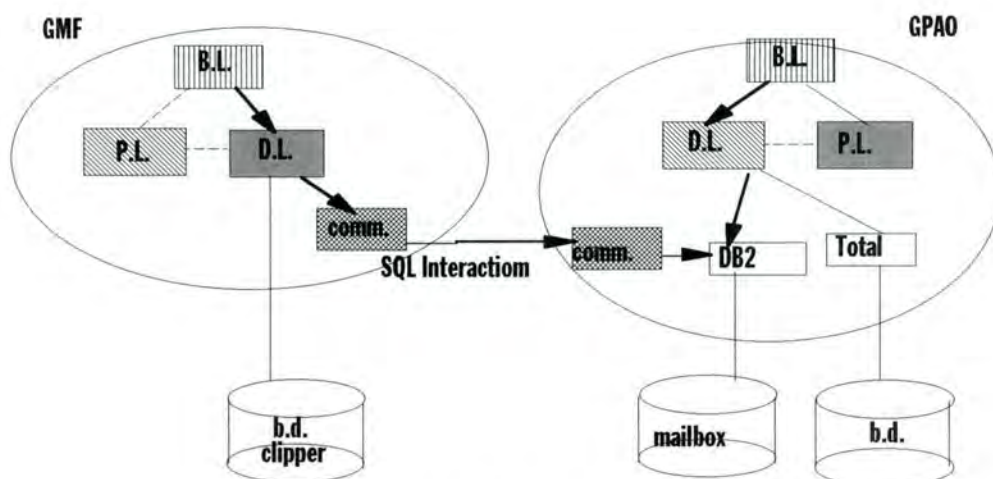 GMF
GPAO
B.L.
B.L.
P.L.
D.L.
D.L.
P.L.
comm.
SQL Interactiom
comm.
DB2
Total
b.d.
clipper
mailbox
b.d.